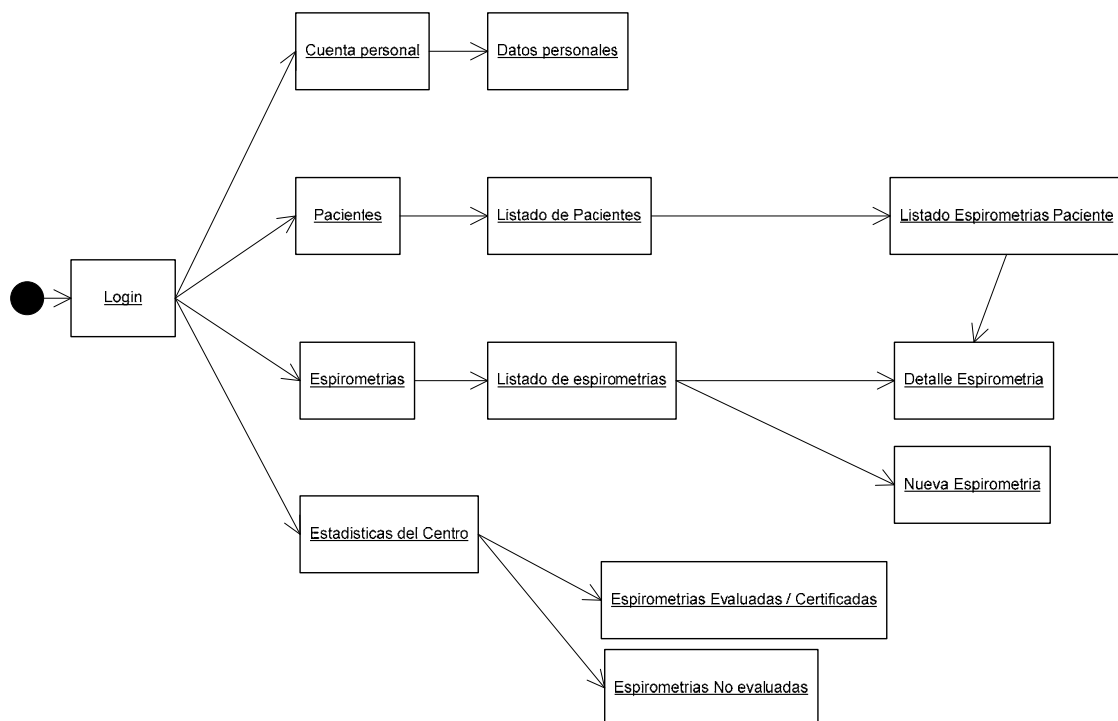 Cuenta personal
Datos personales
Pacientes
Listado de Pacientes
Listado Espirometrias Paciente
Login
Espirometrias
Listado de espirometrias
Detalle Espirometria
Nueva Espirometria
Estadisticas del Centro
Espirometrias Evaluadas / Certificadas
Espirometrias No evaluadas